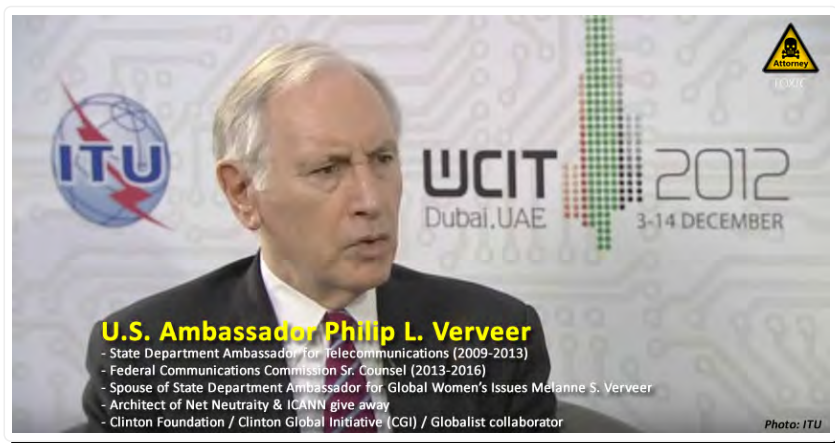 Attorney
ITU
WCIT 2012
Dubai.UAE 3-14 DECEMBER
U.S. Ambassador Philip L. Verveer
- State Department Ambassador for Telecommunications (2009-2013)
- Federal Communications Commission Sr. Counsel (2013-2016)
- Spouse of State Department Ambassador for Global Women's Issues Melanne S. Verveer
- Architect of Net Neutraity & ICANN give away
- Clinton Foundation / Clinton Global Initiative (CGI) / Globalist collaborator
Photo: ITU